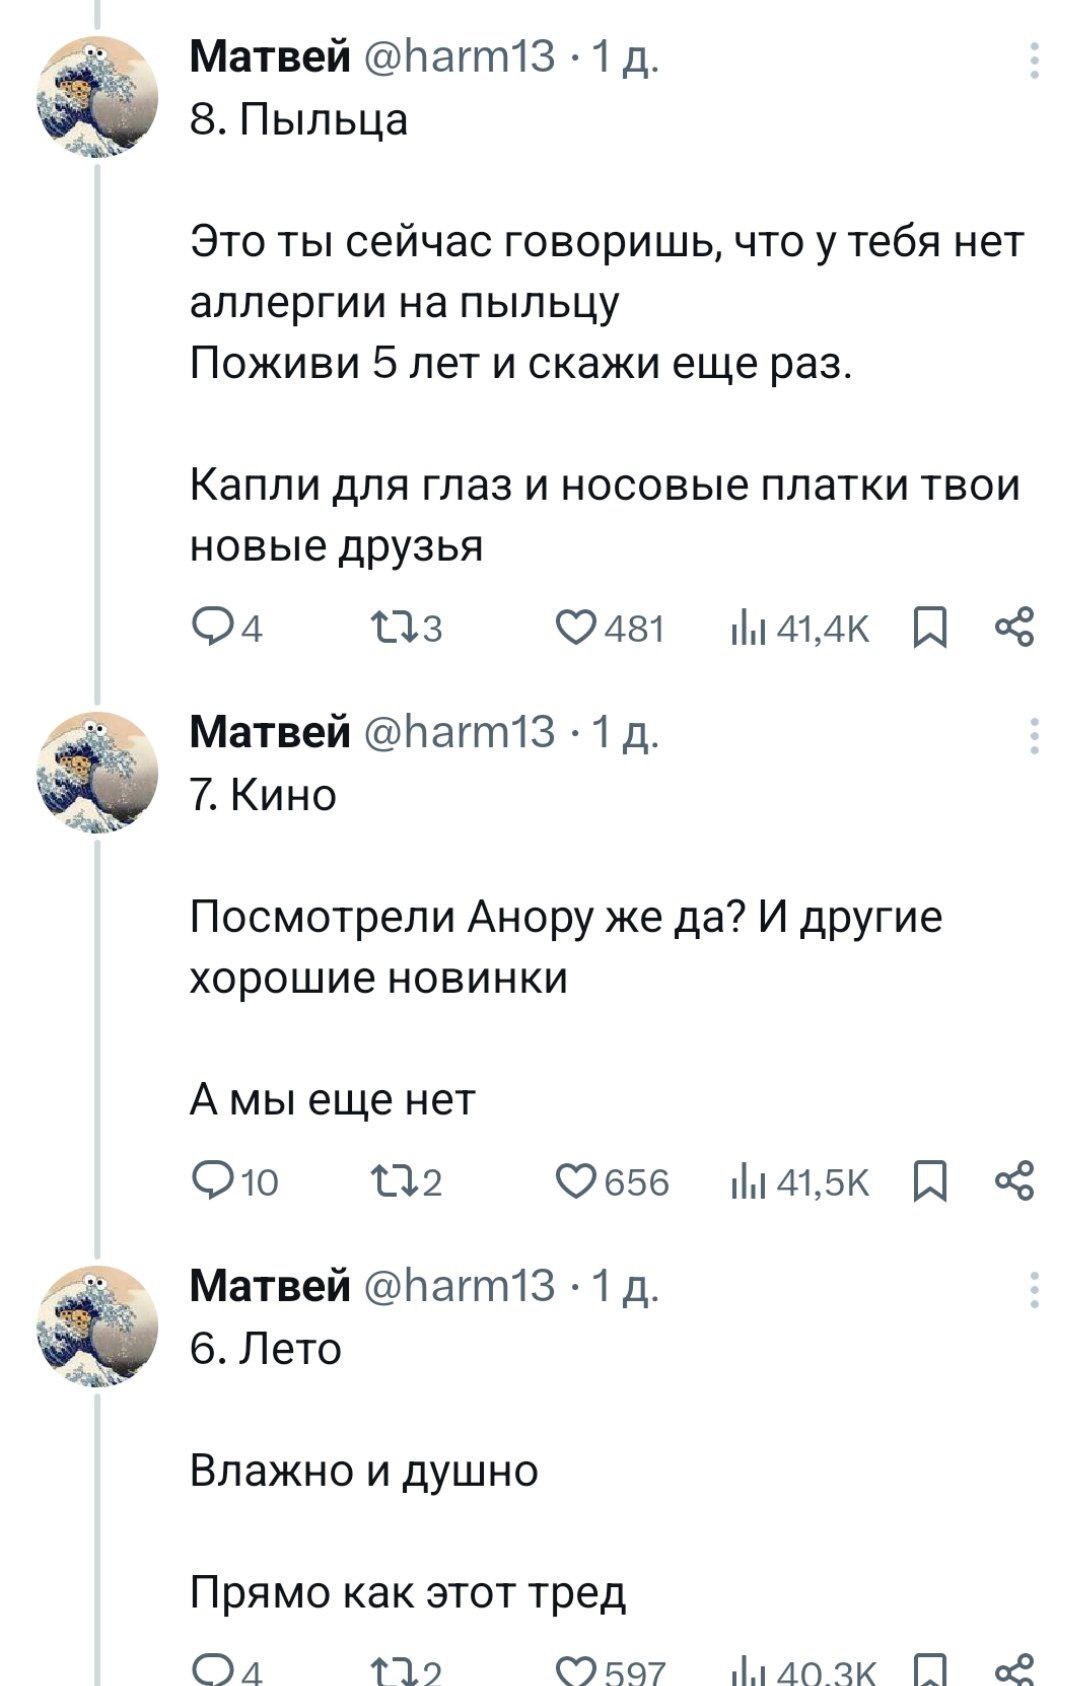 Матвей @harm13 · 1 д.
8. Пыльца
Это ты сейчас говоришь, что у тебя нет
аллергии на пыльцу
Поживи 5 лет и скажи еще раз.
Капли для глаз и носовые платки твои
новые друзья
4 3 481 41,4K
Матвей @harm13 · 1 д.
7. Кино
Посмотрели Анору же да? И другие
хорошие новинки
А мы еще нет
10 2 656 41,5K
Матвей @harm13 · 1 д.
6. Лето
Влажно и душно
Прямо как этот тред
4 2 597 40,3K